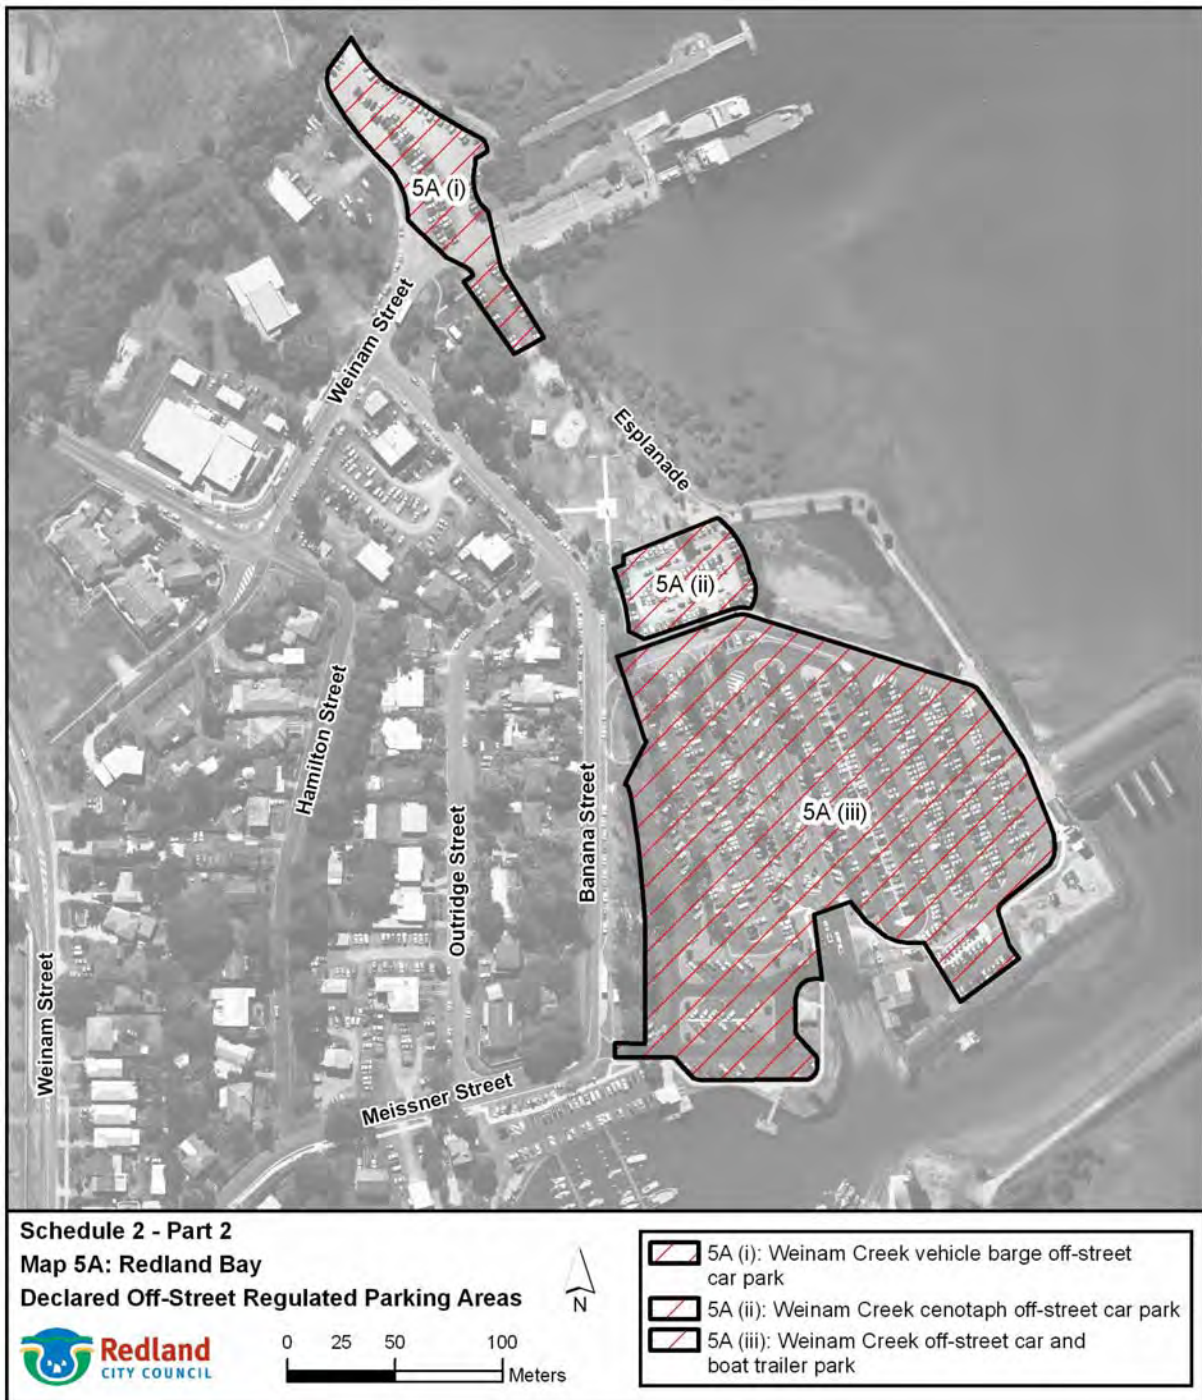 5A (i)
Weinam Street
Esplanade
5A (ii)
Hamilton Street
5A (iii)
Outridge Street
Banana Street
Weinam Street
Meissner Street
Schedule 2 - Part 2
Map 5A: Redland Bay
Declared Off-Street Regulated Parking Areas
N
Redland
CITY COUNCIL
0 25 50 100
Meters
5A (i): Weinam Creek vehicle barge off-street
car park
5A (ii): Weinam Creek cenotaph off-street car park
5A (iii): Weinam Creek off-street car and
boat trailer park